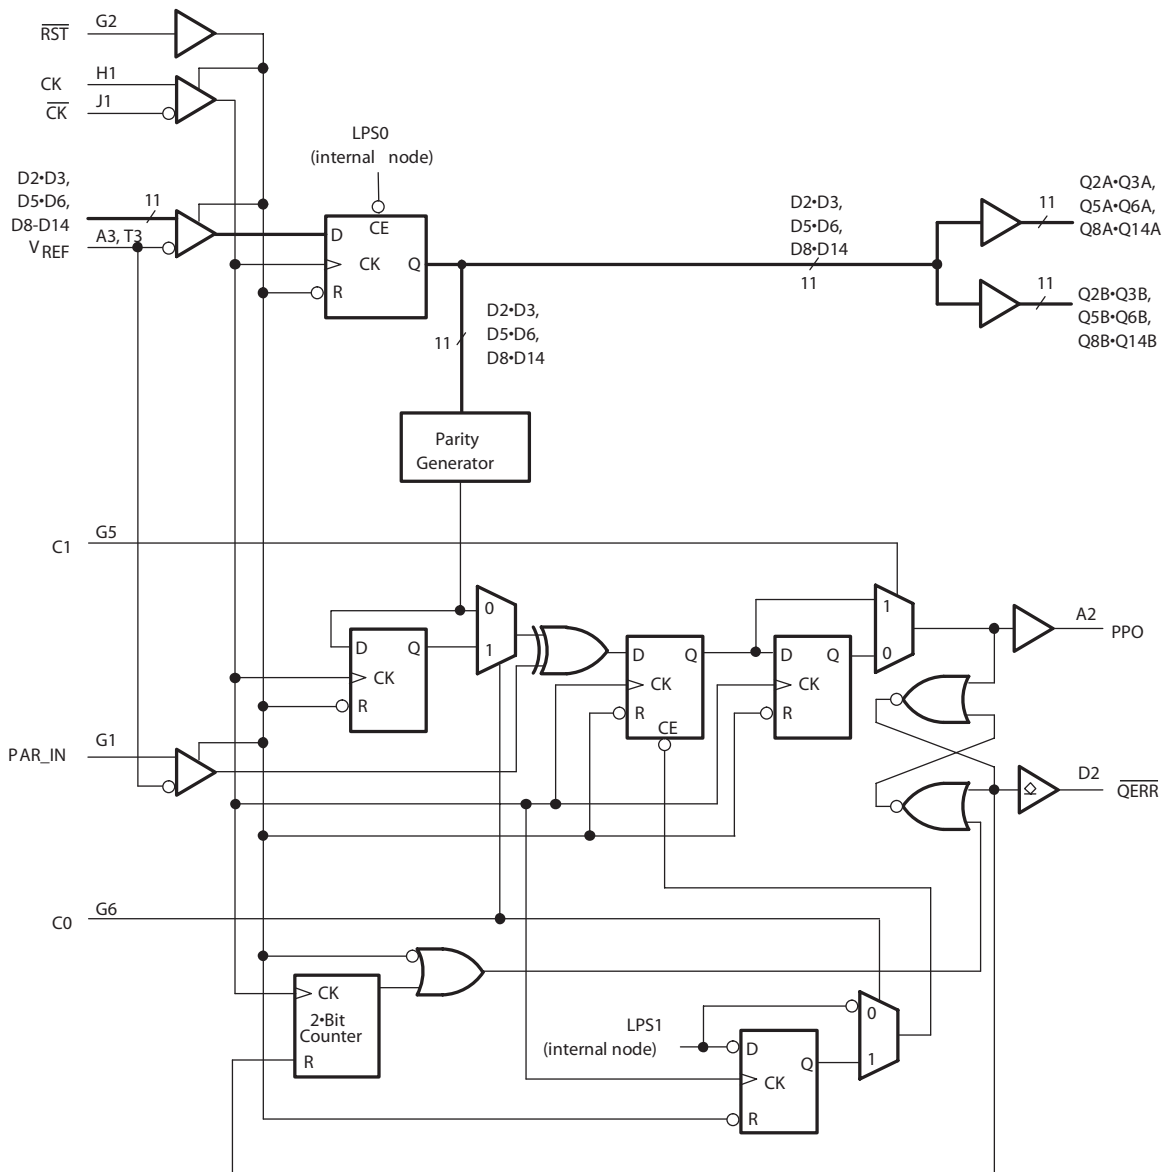 RST
G2
CK
H1
CK
J1
LPS0
(internal node)
D2•D3,
D5•D6,
D8-D14
11
VREF
A3, T3
D
CE
CK
Q
R
D2•D3,
D5•D6,
D8•D14
11
11
Q2A•Q3A,
Q5A•Q6A,
Q8A•Q14A
11
Q2B•Q3B,
Q5B•Q6B,
Q8B•Q14B
11
D2•D3,
D5•D6,
D8•D14
Parity
Generator
C1
G5
0
1
D
Q
CK
R
D
Q
CK
R
CE
D
Q
CK
R
1
0
A2
PPO
PAR_IN
G1
D2
QERR
C0
G6
CK
2•Bit
Counter
R
LPS1
(internal node)
D
Q
CK
R
0
1